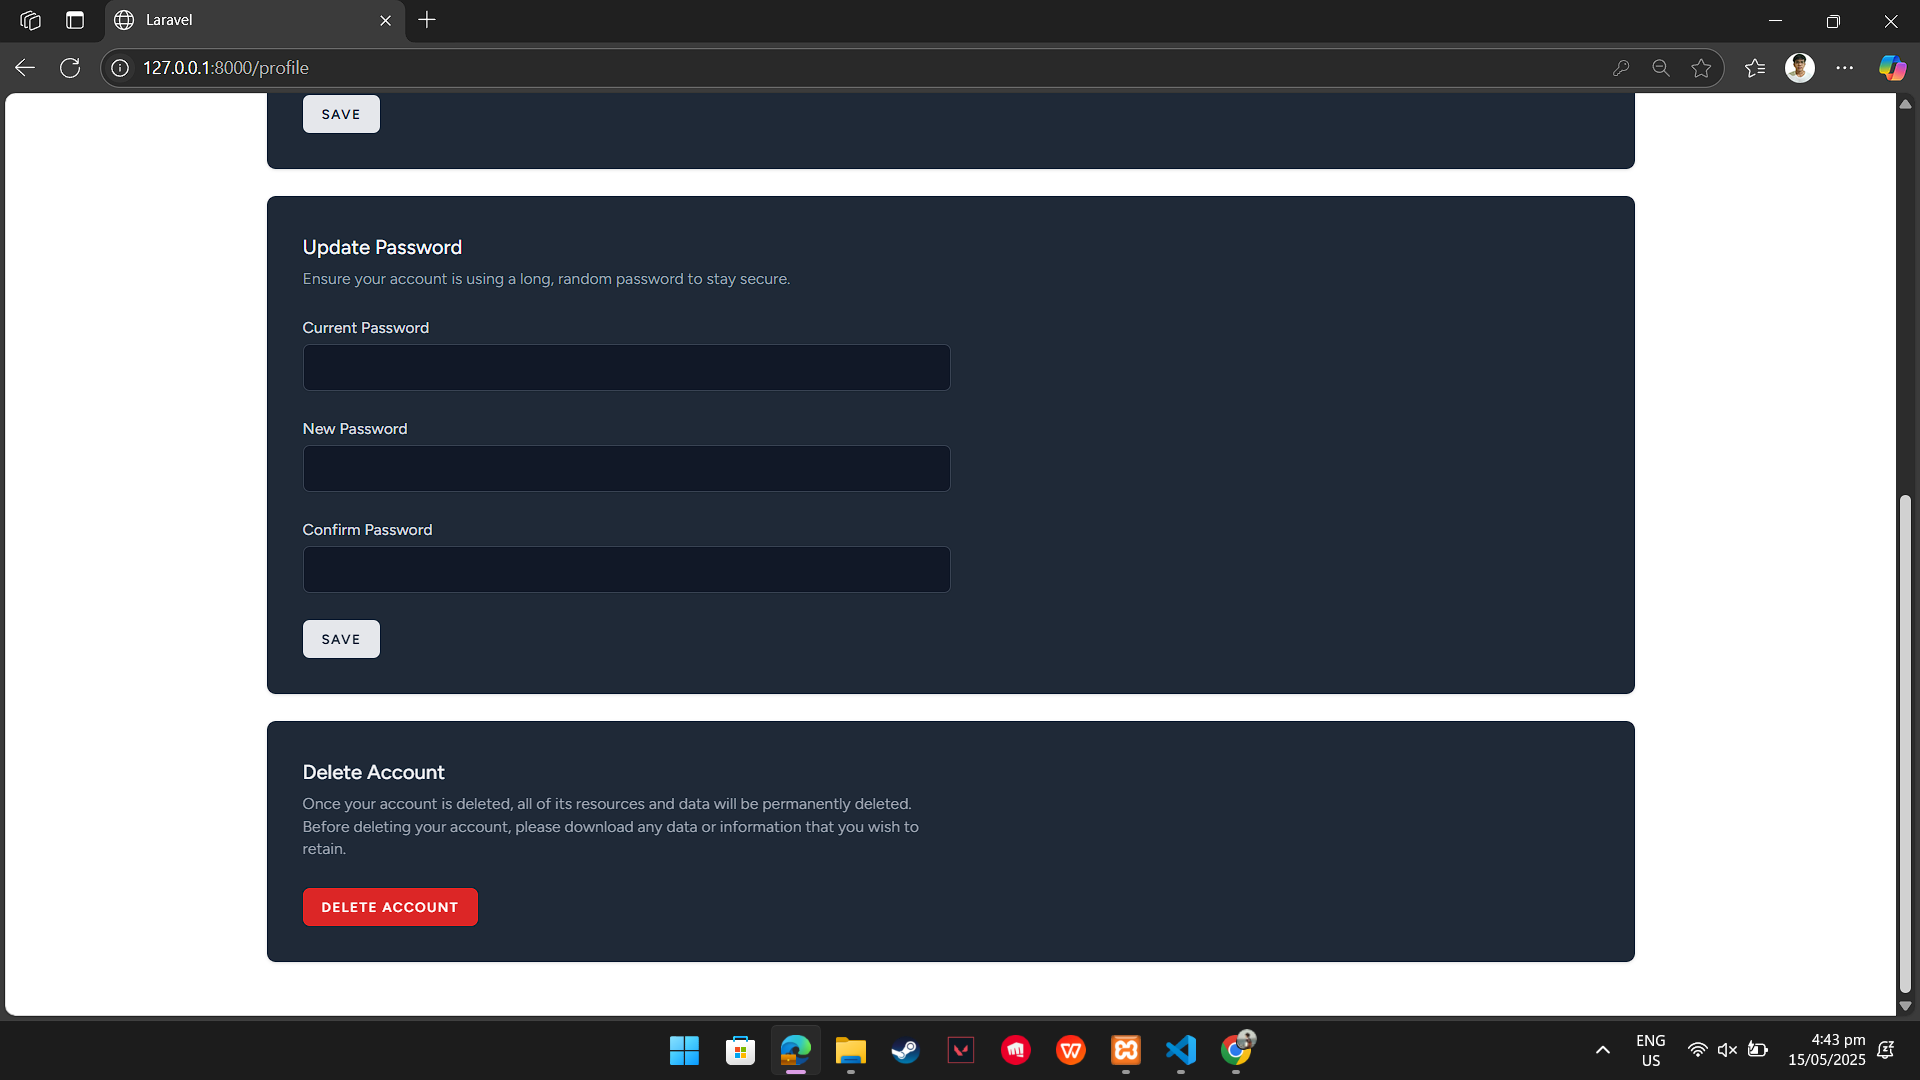 Laravel
127.0.0.1:8000/profile
SAVE
Update Password
Ensure your account is using a long, random password to stay secure.
Current Password
New Password
Confirm Password
SAVE
Delete Account
Once your account is deleted, all of its resources and data will be permanently deleted.
Before deleting your account, please download any data or information that you wish to
retain.
DELETE ACCOUNT
ENG
US
4:43 pm
15/05/2025